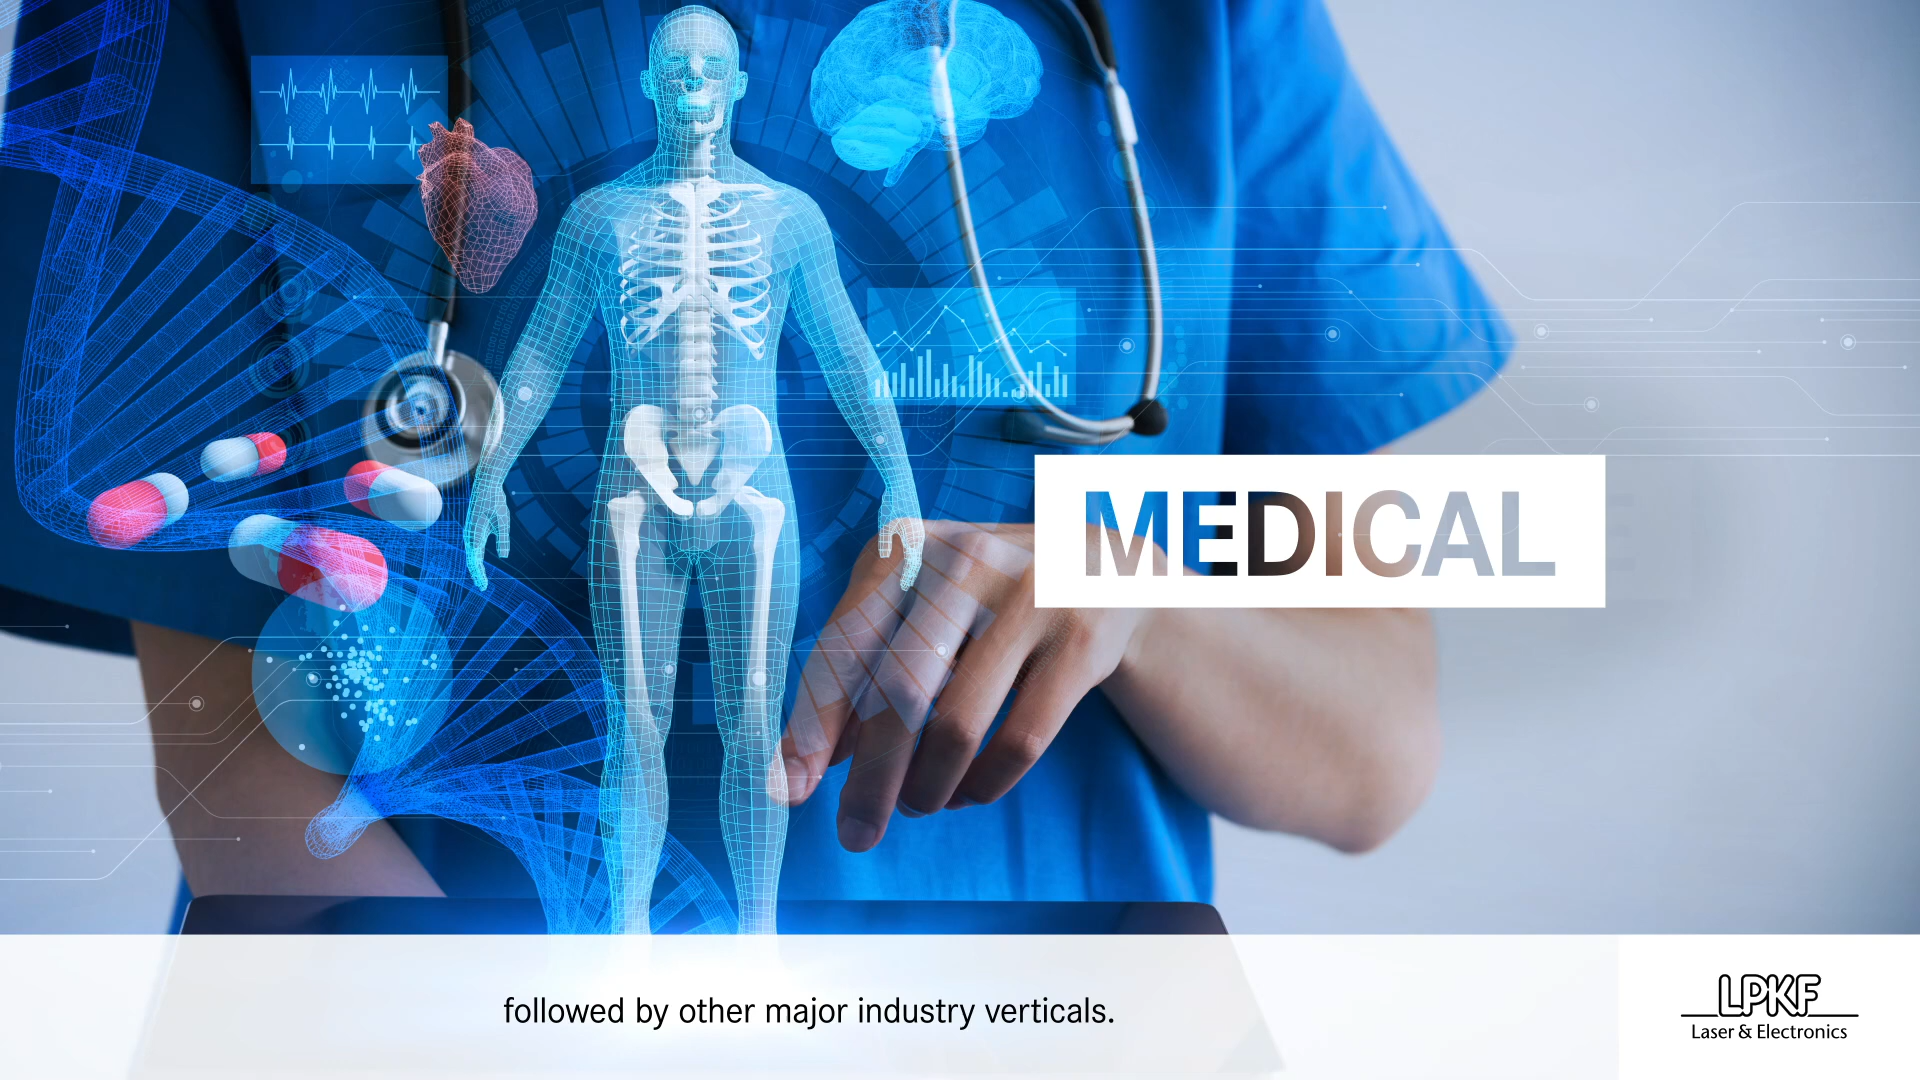 MEDICAL
followed by other major industry verticals.
LPKF
Laser & Electronics